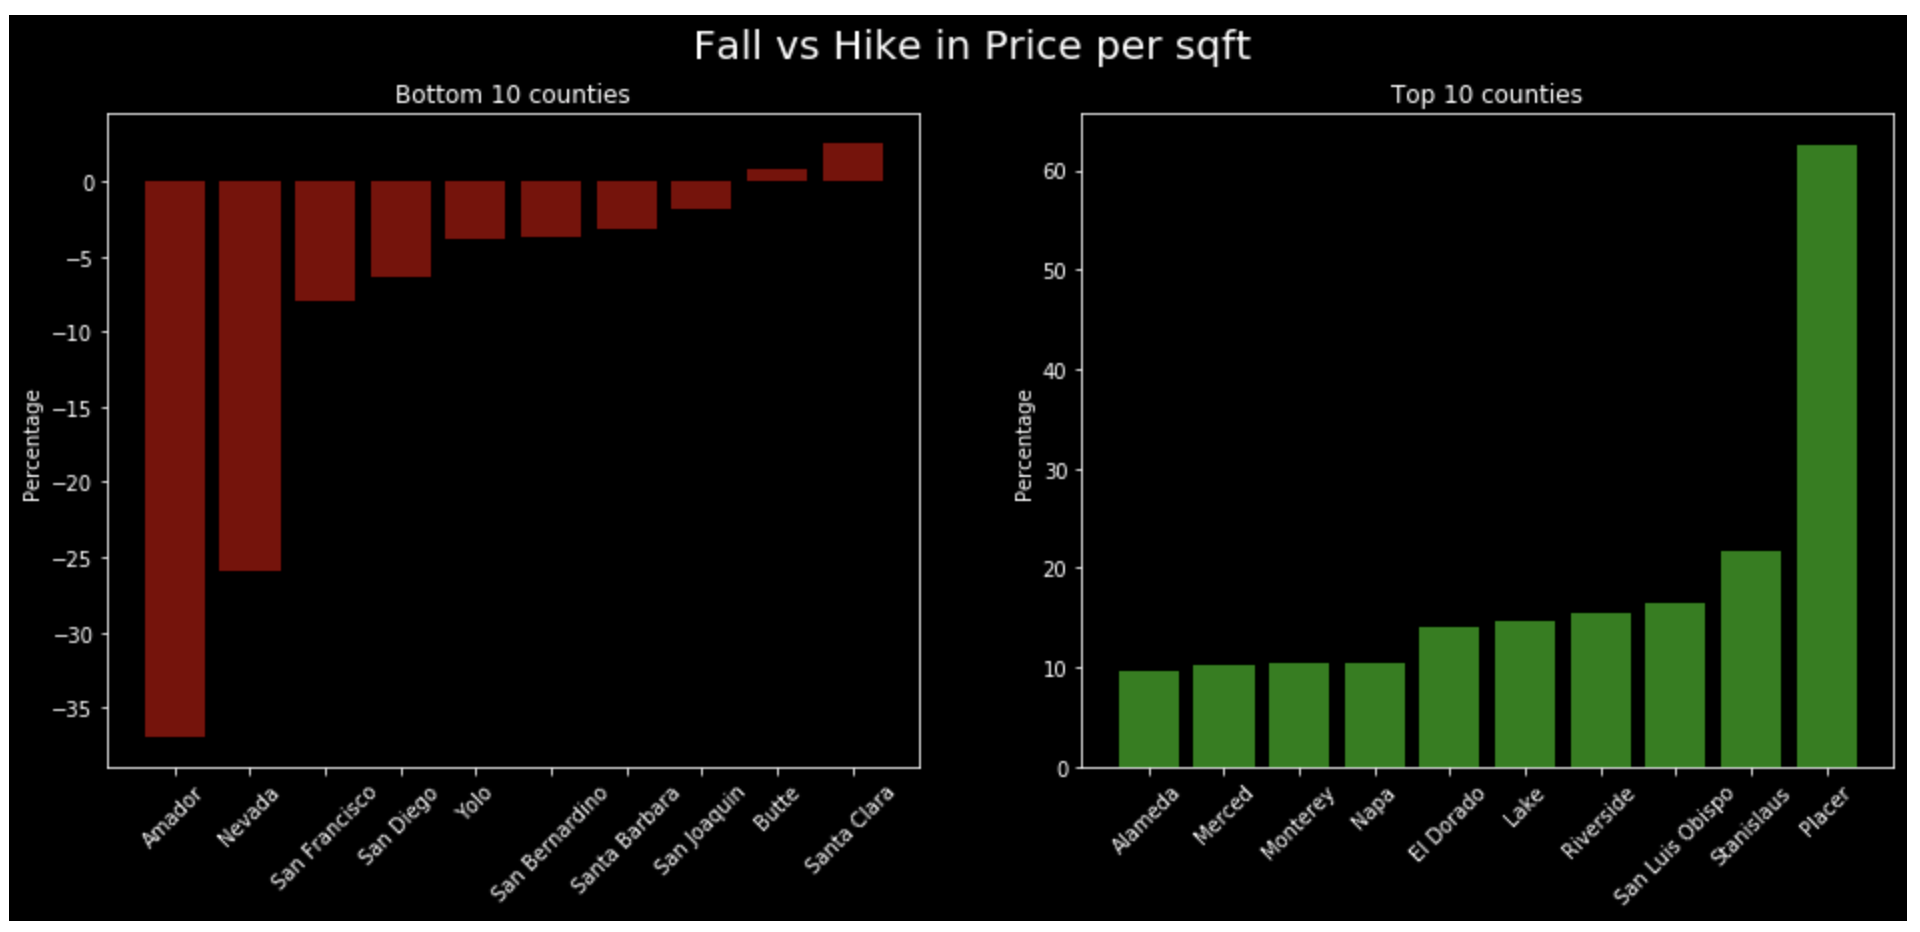 Fall vs Hike in Price per sqft
Bottom 10 counties
Percentage
0
−5
−10
−15
−20
−25
−30
−35
Amador
Nevada
San Francisco
San Diego
Yolo
San Bernardino
Santa Barbara
San Joaquin
Butte
Santa Clara
Top 10 counties
Percentage
60
50
40
30
20
10
0
Alameda
Merced
Monterey
Napa
El Dorado
Lake
Riverside
San Luis Obispo
Stanislaus
Placer